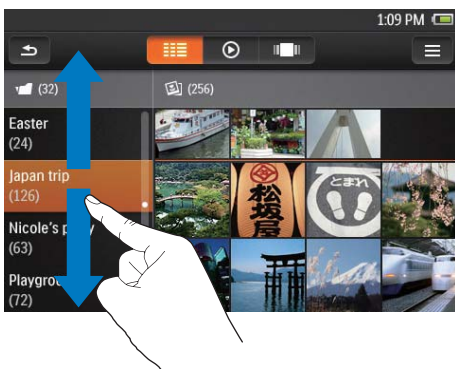 1:09 PM
(32)
(256)
Easter
(24)
Japan trip
(126)
Nicole's
(63)
(72)
松坂屋
とまれ